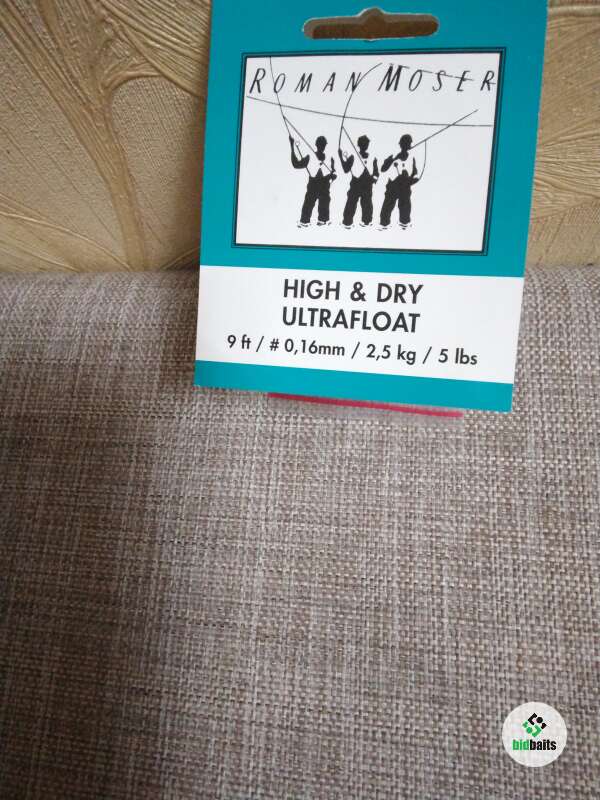 ROMAN MOSER
HIGH & DRY
ULTRAFLOAT
9 ft / # 0,16mm / 2,5 kg / 5 lbs
bidbaits